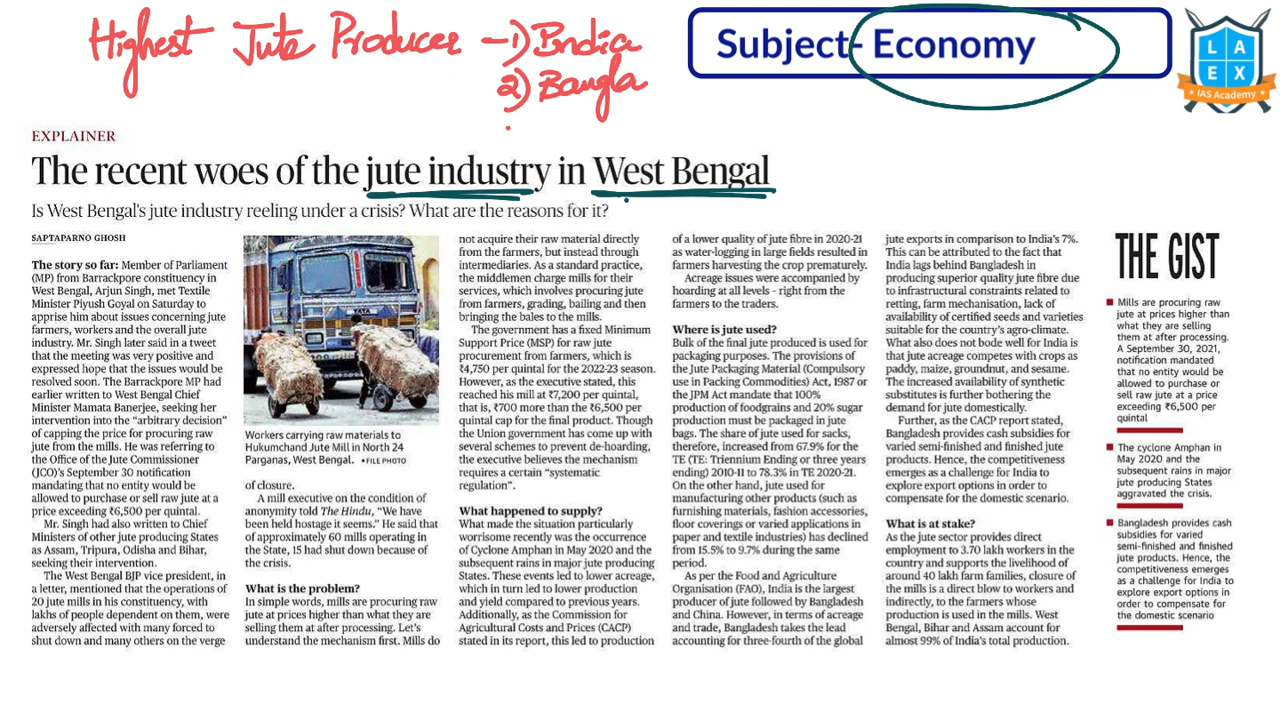 Highest Jute Producer -1) India
2) Bangla
Subject- Economy
L A
E X
IAS Academy
EXPLAINER
The recent woes of the jute industry in West Bengal
Is West Bengal's jute industry reeling under a crisis? What are the reasons for it?
SAPTAPARNO GHOSH
The story so far: Member of Parliament
(MP) from Barrackpore constituency in
West Bengal, Arjun Singh, met Textile
Minister Piyush Goyal on Saturday to
apprise him about issues concerning jute
farmers, workers and the overall jute
industry. Mr. Singh later said in a tweet
that the meeting was very positive and
expressed hope that the issues would be
resolved soon. The Barrackpore MP had
earlier written to West Bengal Chief
Minister Mamata Banerjee, seeking her
intervention into the “arbitrary decision”
of capping the price for procuring raw
jute from the mills. He was referring to
the Office of the Jute Commissioner
(JCO)'s September 30 notification
mandating that no entity would be
allowed to purchase or sell raw jute at a
price exceeding ₹6,500 per quintal.
Mr. Singh had also written to Chief
Ministers of other jute producing States
as Assam, Tripura, Odisha and Bihar,
seeking their intervention.
The West Bengal BJP vice president, in
a letter, mentioned that the operations of
20 jute mills in his constituency, with
lakhs of people dependent on them, were
adversely affected with many forced to
shut down and many others on the verge
TATA
Workers carrying raw materials to
Hukumchand Jute Mill in North 24
Parganas, West Bengal. •FILE PHOTO
of closure.
A mill executive on the condition of
anonymity told The Hindu, “We have
been held hostage it seems.” He said that
of approximately 60 mills operating in
the State, 15 had shut down because of
the crisis.
What is the problem?
In simple words, mills are procuring raw
jute at prices higher than what they are
selling them at after processing. Let's
understand the mechanism first. Mills do
not acquire their raw material directly
from the farmers, but instead through
intermediaries. As a standard practice,
the middlemen charge mills for their
services, which involves procuring jute
from farmers, grading, bailing and then
bringing the bales to the mills.
The government has a fixed Minimum
Support Price (MSP) for raw jute
procurement from farmers, which is
₹4,750 per quintal for the 2022-23 season.
However, as the executive stated, this
reached his mill at ₹7,200 per quintal,
that is, ₹700 more than the ₹6,500 per
quintal cap for the final product. Though
the Union government has come up with
several schemes to prevent de-hoarding,
the executive believes the mechanism
requires a certain “systematic
regulation”.
What happened to supply?
What made the situation particularly
worrisome recently was the occurrence
of Cyclone Amphan in May 2020 and the
subsequent rains in major jute producing
States. These events led to lower acreage,
which in turn led to lower production
and yield compared to previous years.
Additionally, as the Commission for
Agricultural Costs and Prices (CACP)
stated in its report, this led to production
of a lower quality of jute fibre in 2020-21
as water-logging in large fields resulted in
farmers harvesting the crop prematurely.
Acreage issues were accompanied by
hoarding at all levels – right from the
farmers to the traders.
Where is jute used?
Bulk of the final jute produced is used for
packaging purposes. The provisions of
the Jute Packaging Material (Compulsory
use in Packing Commodities) Act, 1987 or
the JPM Act mandate that 100%
production of foodgrains and 20% sugar
production must be packaged in jute
bags. The share of jute used for sacks,
therefore, increased from 67.9% for the
TE (TE: Triennium Ending or three years
ending) 2010-11 to 78.3% in TE 2020-21.
On the other hand, jute used for
manufacturing other products (such as
furnishing materials, fashion accessories,
floor coverings or varied applications in
paper and textile industries) has declined
from 15.5% to 9.7% during the same
period.
As per the Food and Agriculture
Organisation (FAO), India is the largest
producer of jute followed by Bangladesh
and China. However, in terms of acreage
and trade, Bangladesh takes the lead
accounting for three-fourth of the global
jute exports in comparison to India's 7%.
This can be attributed to the fact that
India lags behind Bangladesh in
producing superior quality jute fibre due
to infrastructural constraints related to
retting, farm mechanisation, lack of
availability of certified seeds and varieties
suitable for the country's agro-climate.
What also does not bode well for India is
that jute acreage competes with crops as
paddy, maize, groundnut, and sesame.
The increased availability of synthetic
substitutes is further bothering the
demand for jute domestically.
Further, as the CACP report stated,
Bangladesh provides cash subsidies for
varied semi-finished and finished jute
products. Hence, the competitiveness
emerges as a challenge for India to
explore export options in order to
compensate for the domestic scenario.
What is at stake?
As the jute sector provides direct
employment to 3.70 lakh workers in the
country and supports the livelihood of
around 40 lakh farm families, closure of
the mills is a direct blow to workers and
indirectly, to the farmers whose
production is used in the mills. West
Bengal, Bihar and Assam account for
almost 99% of India's total production.
THE GIST
Mills are procuring raw
jute at prices higher than
what they are selling
them at after processing.
A September 30, 2021,
notification mandated
that no entity would be
allowed to purchase or
sell raw jute at a price
exceeding ₹6,500 per
quintal
The cyclone Amphan in
May 2020 and the
subsequent rains in major
jute producing States
aggravated the crisis.
Bangladesh provides cash
subsidies for varied
semi-finished and finished
jute products. Hence, the
competitiveness emerges
as a challenge for India to
explore export options in
order to compensate for
the domestic scenario